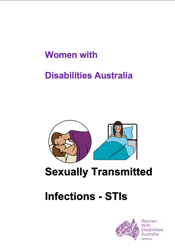 Women with
Disabilities Australia
Sexually Transmitted
Infections - STIs
Women
With
Disabilities
Australia